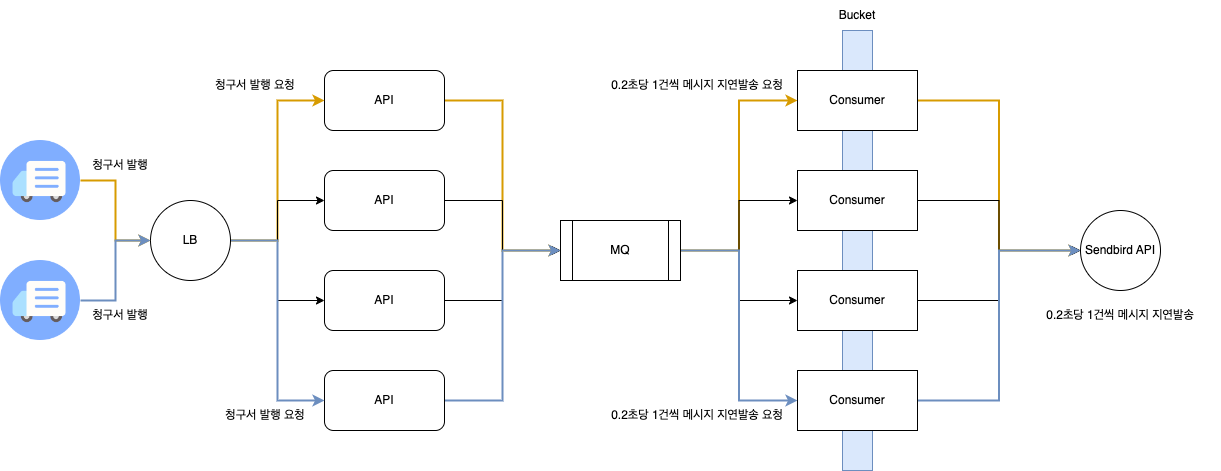 Bucket
청구서 발행 요청
API
0.2초당 1건씩 메시지 지연발송 요청
Consumer
청구서 발행
API
Consumer
LB
MQ
Sendbird API
청구서 발행
API
Consumer
0.2초당 1건씩 메시지 지연발송
청구서 발행 요청
API
0.2초당 1건씩 메시지 지연발송 요청
Consumer